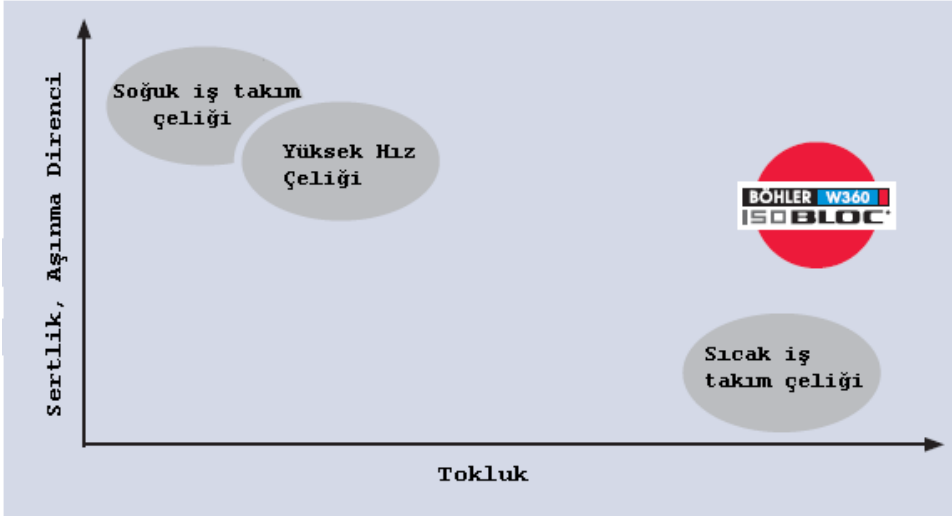 Sertlik, Aşınma Direnci
Soğuk iş takım
çeliği
Yüksek Hız
Çeliği
BÖHLER W360
ISOBLOC
Sıcak iş
takım çeliği
Tokluk